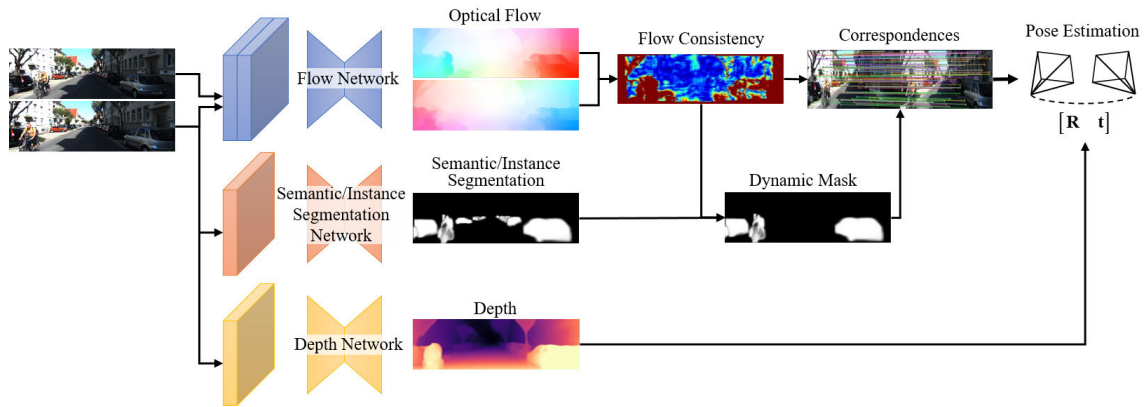 Optical Flow
Flow Network
Flow Consistency
Correspondences
Pose Estimation
[R t]
Semantic/Instance
Segmentation
Network
Semantic/Instance
Segmentation
Dynamic Mask
Depth Network
Depth